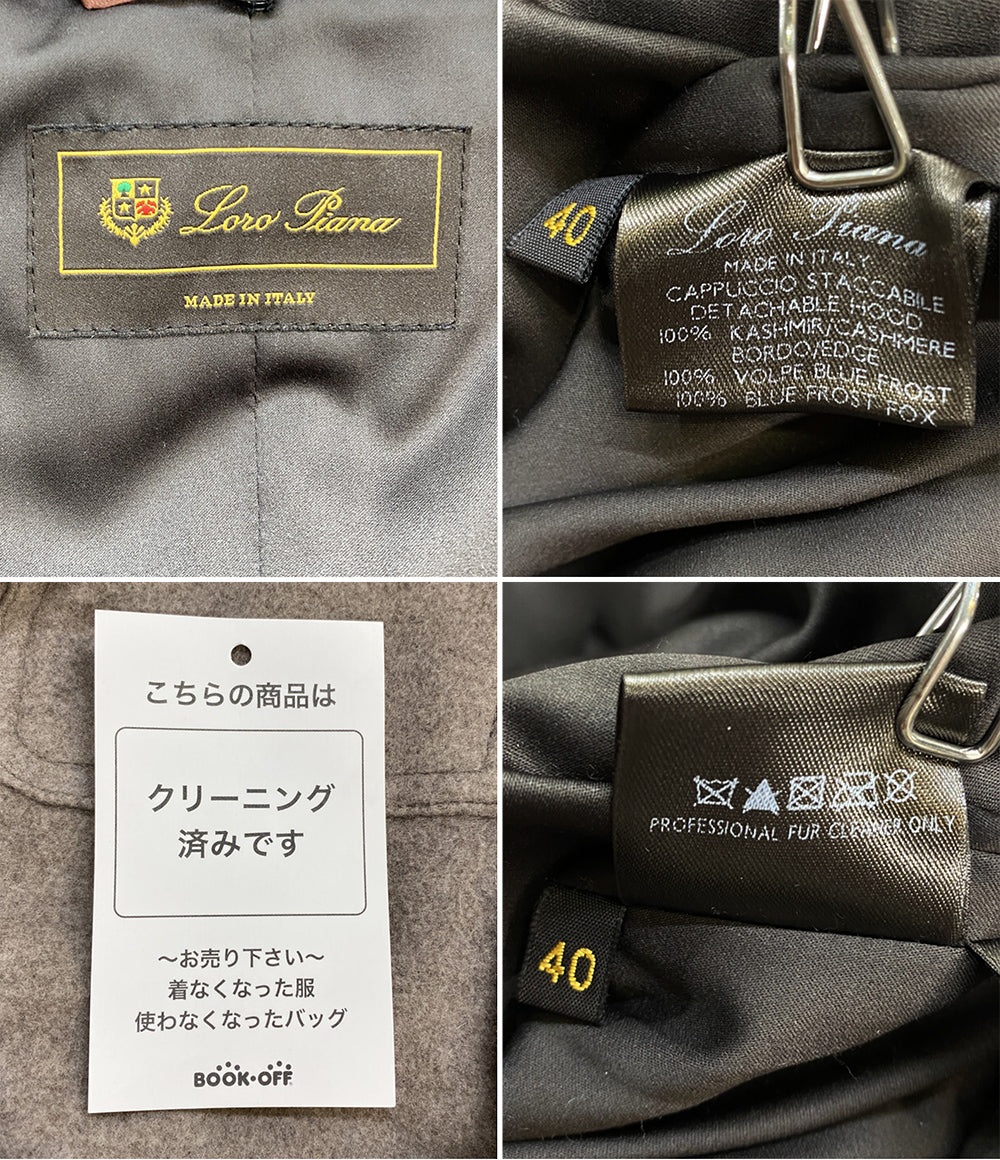 Loro Piana
MADE IN ITALY
40
Loro Piana
MADE IN ITALY
CAPPUCCIO STACCABILE
DETACHABLE HOOD
100% KASHMIR/CASHMERE
BORDO/EDGE
100% VOLPE BLUE FROST
100% BLUE FROST FOX
こちらの商品は
クリーニング
済みです
～お売り下さい～
着なくなった服
使わなくなったバッグ
BOOK・OFF
PROFESSIONAL FUR CLEANER ONLY
40